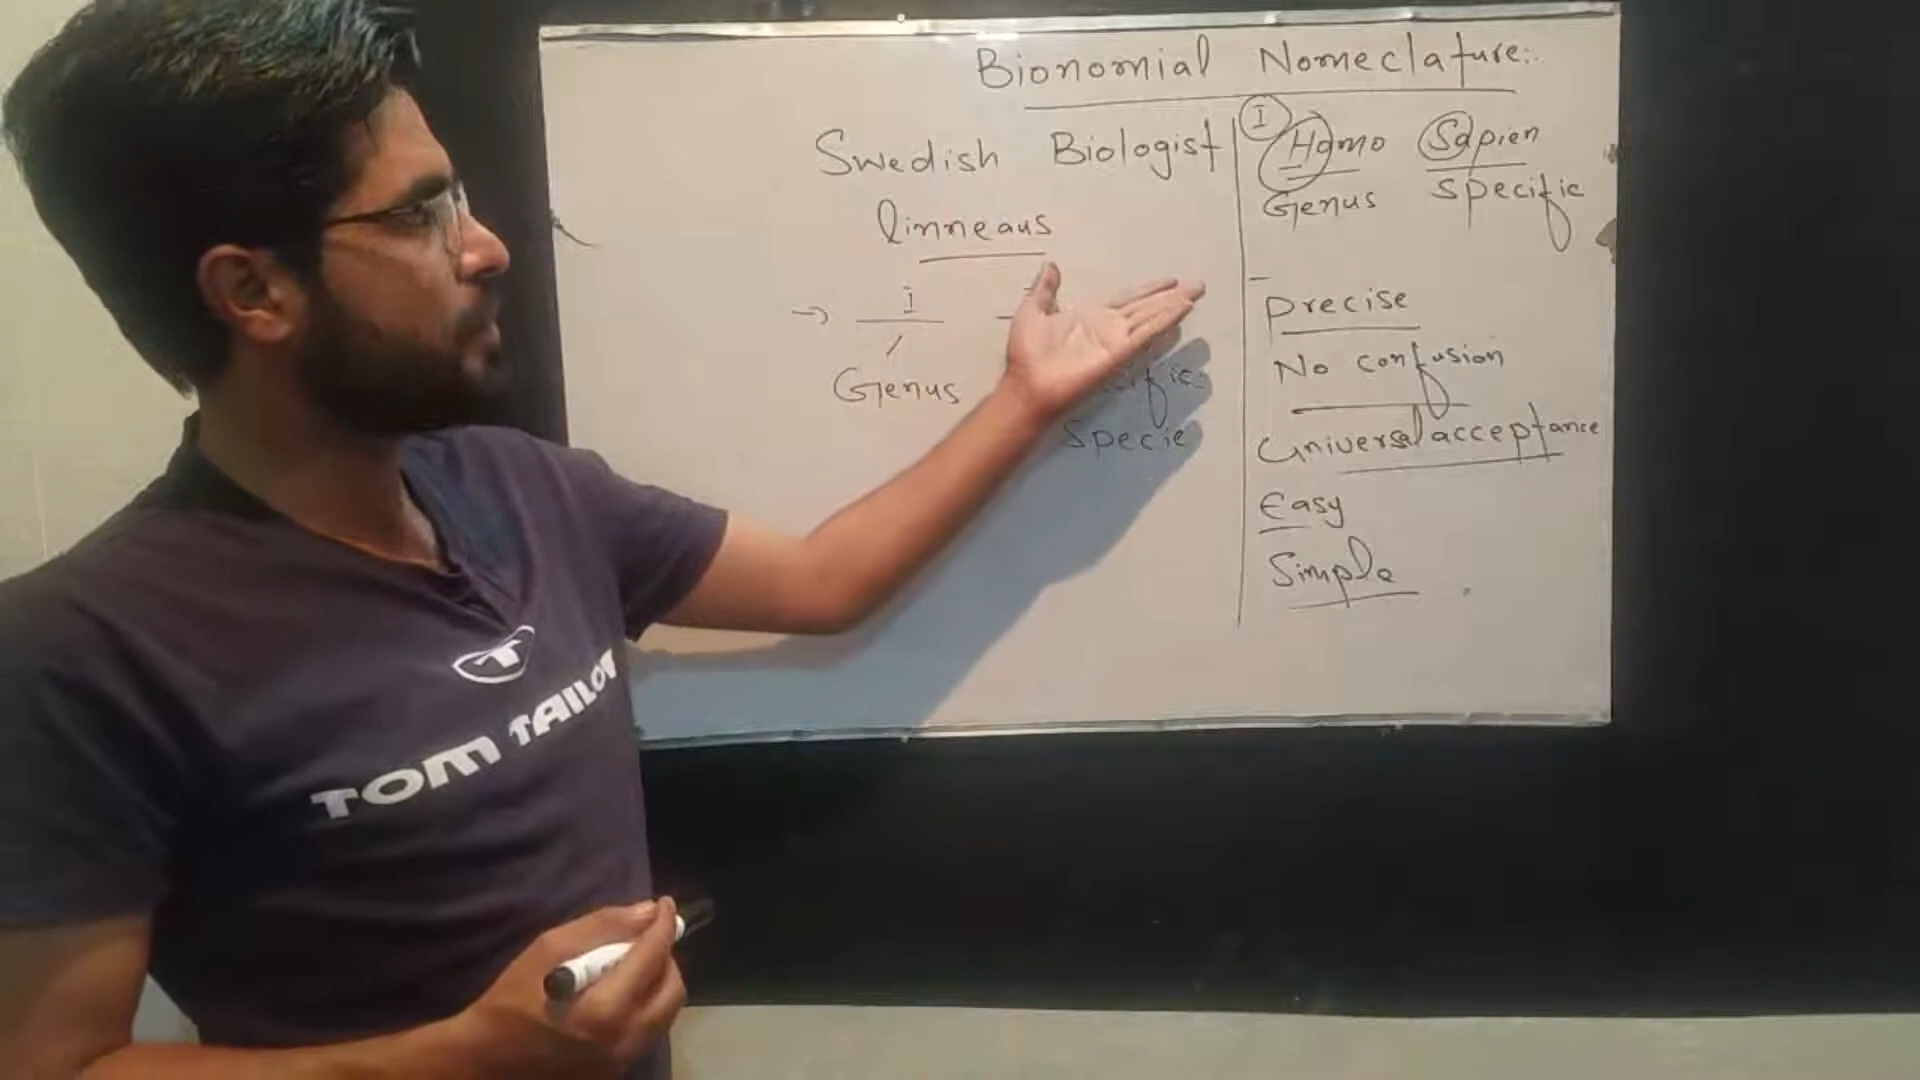 Bionomial Nomeclature:.
Swedish Biologist
linneaus
→ I
Genus
specie
I
Homo Sapien
Genus specific
precise
No confusion
universal acceptance
Easy
Simple
T
TOM TAILOR